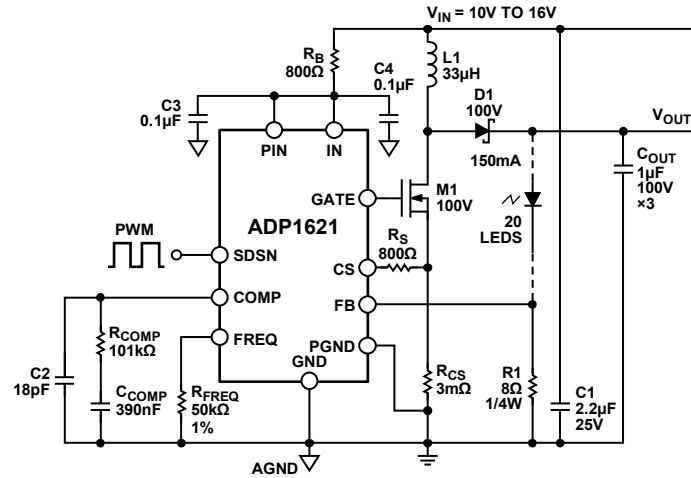 V_IN = 10V TO 16V
R_B
800Ω
C4
0.1µF
L1
33µH
C3
0.1µF
D1
100V
V_OUT
PIN
IN
150mA
C_OUT
1µF
100V
×3
GATE
M1
100V
ADP1621
20
LEDS
PWM
R_S
800Ω
SDSN
CS
COMP
FB
R_COMP
101kΩ
FREQ
PGND
GND
C2
18pF
C_COMP
390nF
R_FREQ
50kΩ
1%
R_CS
3mΩ
R1
8Ω
1/4W
C1
2.2µF
25V
AGND